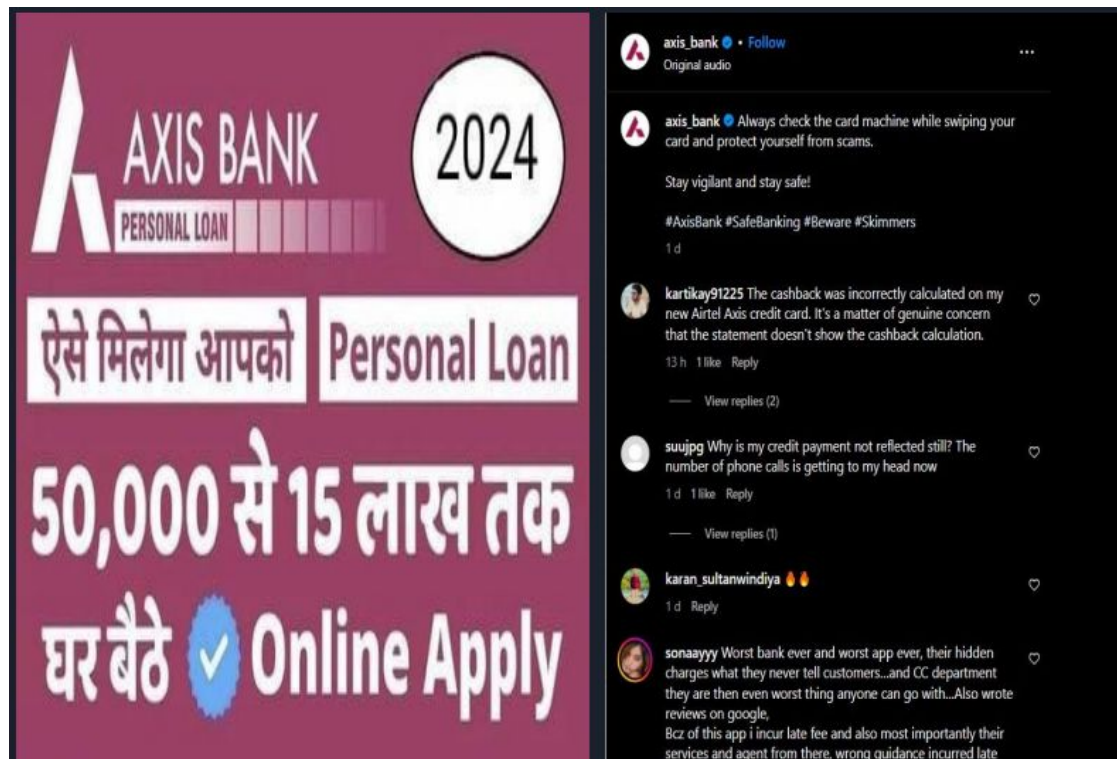 AXIS BANK
PERSONAL LOAN
2024
ऐसे मिलेगा आपको
Personal Loan
50,000 से 15 लाख तक
घर बैठे Online Apply
axis_bank • Follow
Original audio
axis_bank Always check the card machine while swiping your
card and protect yourself from scams.
Stay vigilant and stay safe!
#AxisBank #SafeBanking #Beware #Skimmers
1 d
kartikay91225 The cashback was incorrectly calculated on my
new Airtel Axis credit card. It's a matter of genuine concern
that the statement doesn't show the cashback calculation.
13 h 1 like Reply
View replies (2)
suujpg Why is my credit payment not reflected still? The
number of phone calls is getting to my head now
1 d 1 like Reply
View replies (1)
karan_sultanwindiya 🔥🔥
1 d Reply
sonaayyy Worst bank ever and worst app ever, their hidden
charges what they never tell customers...and CC department
they are then even worst thing anyone can go with...Also wrote
reviews on google,
Bcz of this app i incur late fee and also most importantly their
services and agent from there, wrong guidance incurred late